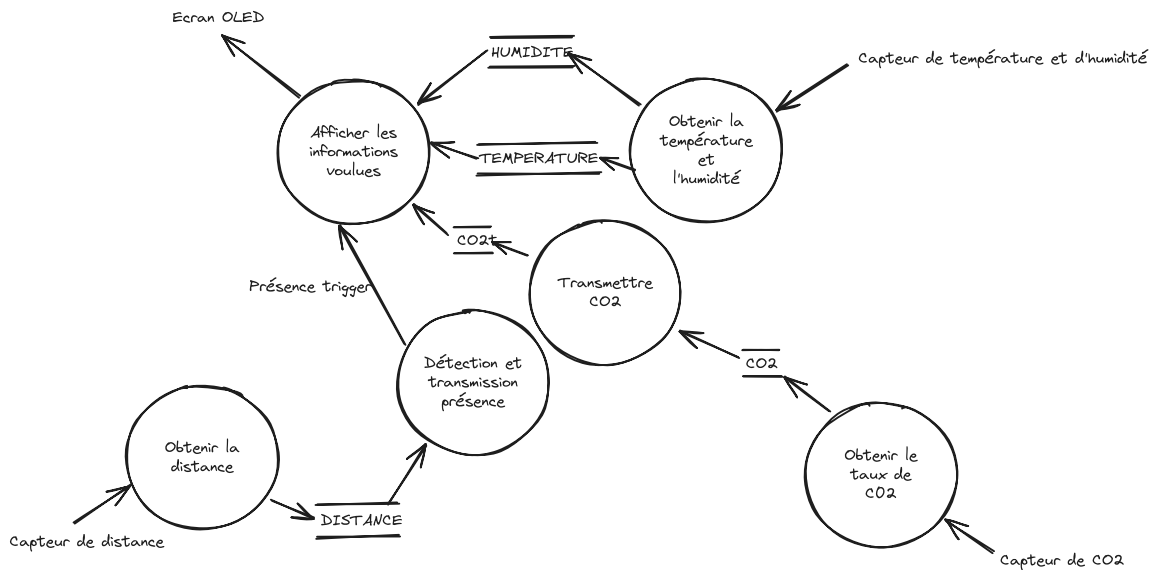 Ecran OLED
HUMIDITE
Capteur de température et d'humidité
Afficher les
informations
voulues
Obtenir la
température
et
l'humidité
TEMPERATURE
CO2t
Présence trigger
Transmettre
CO2
Détection et
transmission
présence
CO2
Obtenir la
distance
Obtenir le
taux de
CO2
DISTANCE
Capteur de distance
Capteur de CO2